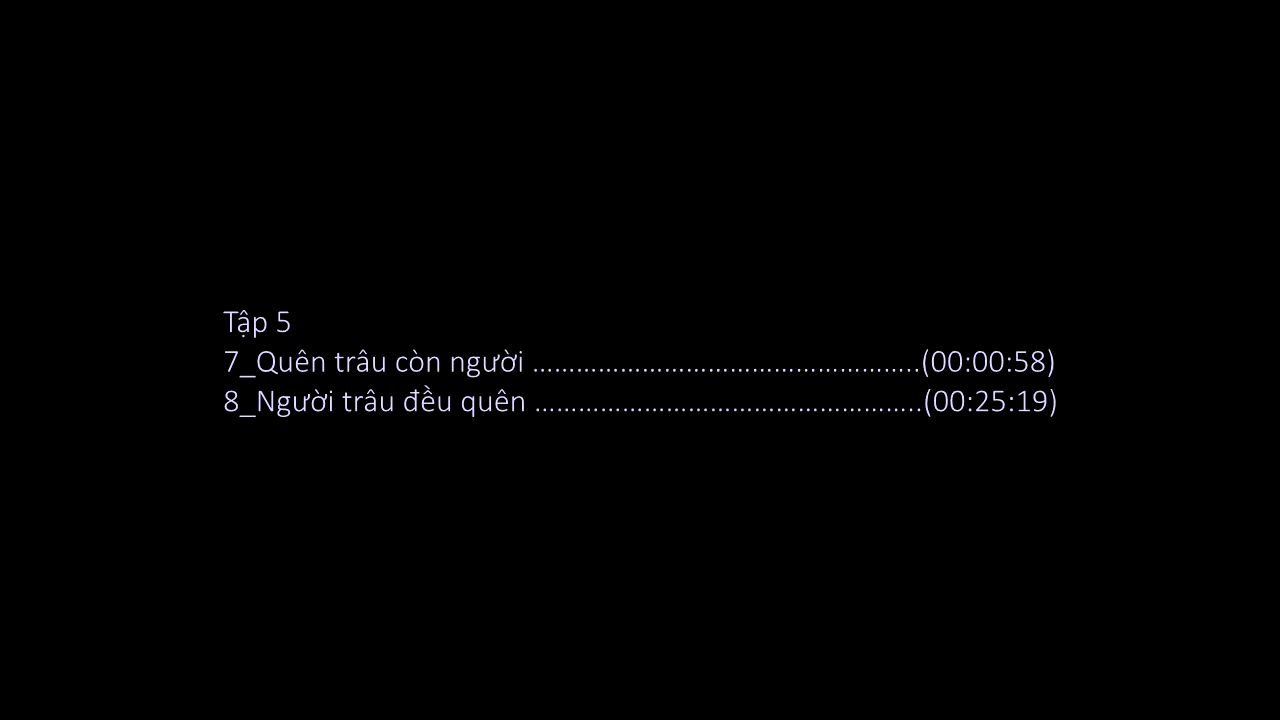 Tập 5
7_Quên trâu còn người ……………………………………………..(00:00:58)
8_Người trâu đều quên ……………………………………………..(00:25:19)